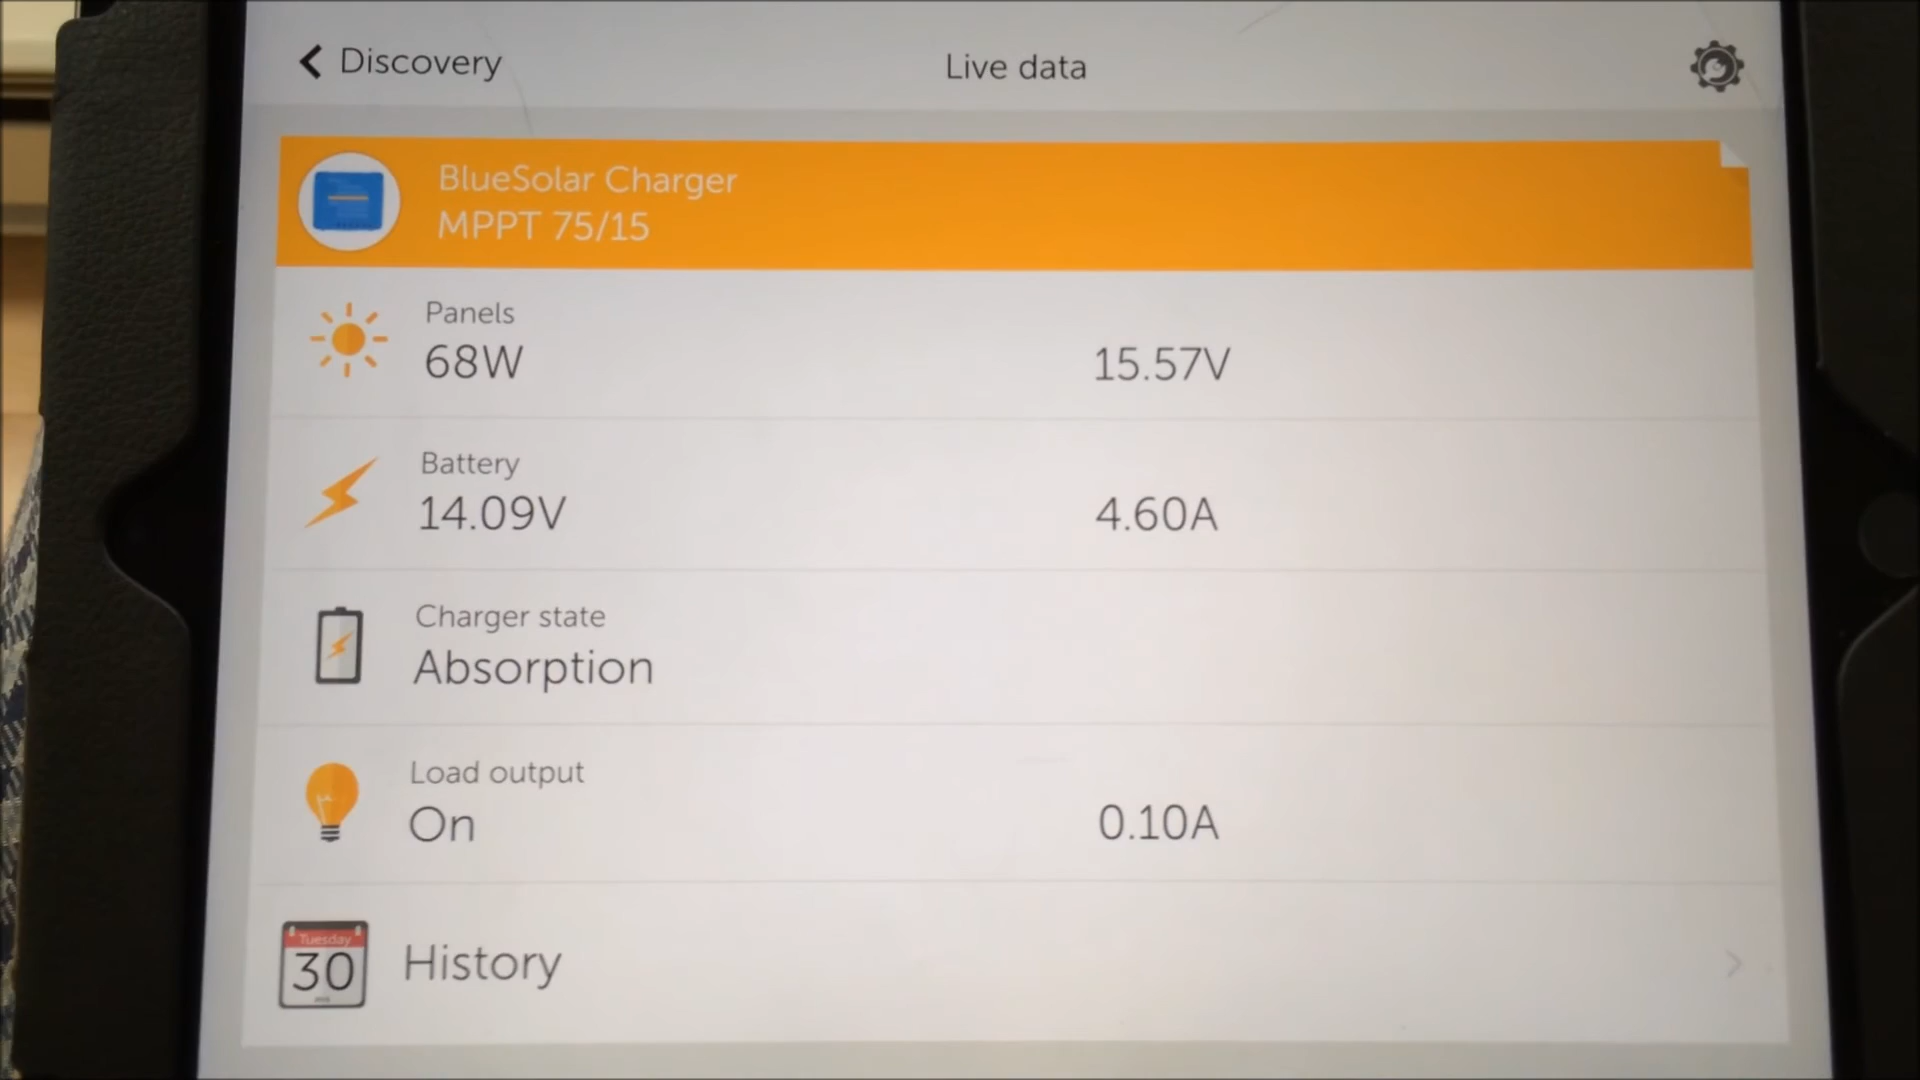 Discovery
Live data
BlueSolar Charger
MPPT 75/15
Panels
68W
15.57V
Battery
14.09V
4.60A
Charger state
Absorption
Load output
On
0.10A
Tuesday
30
History